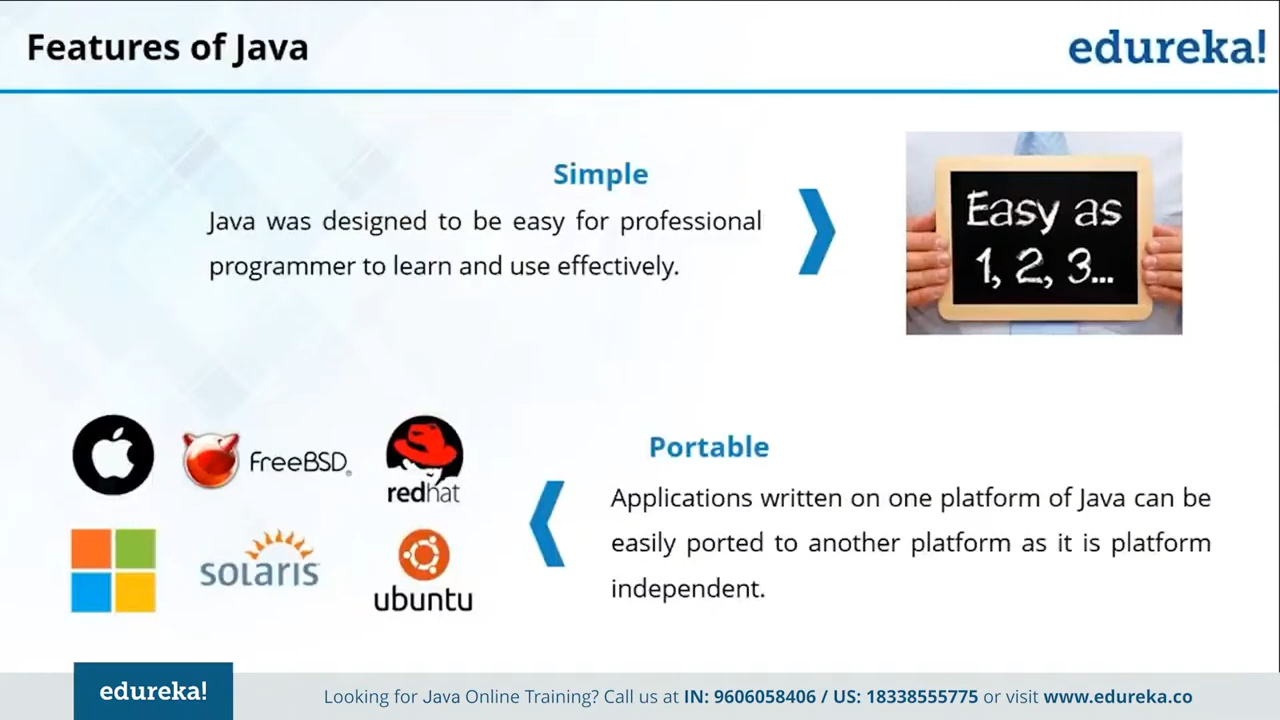 Features of Java
edureka!
Simple
Java was designed to be easy for professional
programmer to learn and use effectively.
Easy as
1, 2, 3...
FreeBSD®
redhat
solaris
ubuntu
Portable
Applications written on one platform of Java can be
easily ported to another platform as it is platform
independent.
edureka!
Looking for Java Online Training? Call us at IN: 9606058406 / US: 18338555775 or visit www.edureka.co